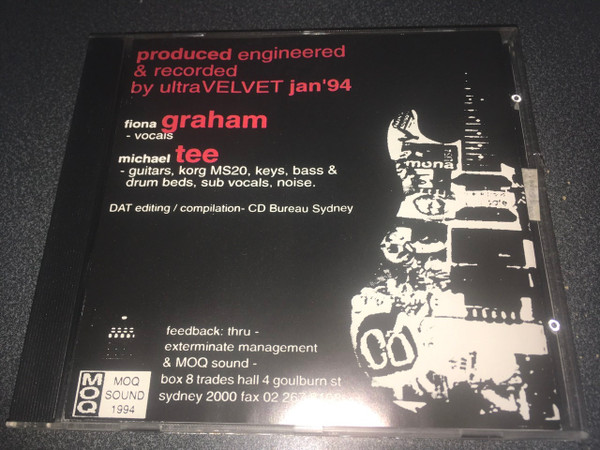 produced engineered
& recorded
by ultraVELVET jan'94
fiona graham
- vocals
michael tee
- guitars, korg MS20, keys, bass &
drum beds, sub vocals, noise.
DAT editing / compilation- CD Bureau Sydney
mona
feedback: thru -
exterminate management
& MOQ sound -
box 8 trades hall 4 goulburn st
sydney 2000 fax 02
MOQ
MOQ
SOUND
1994